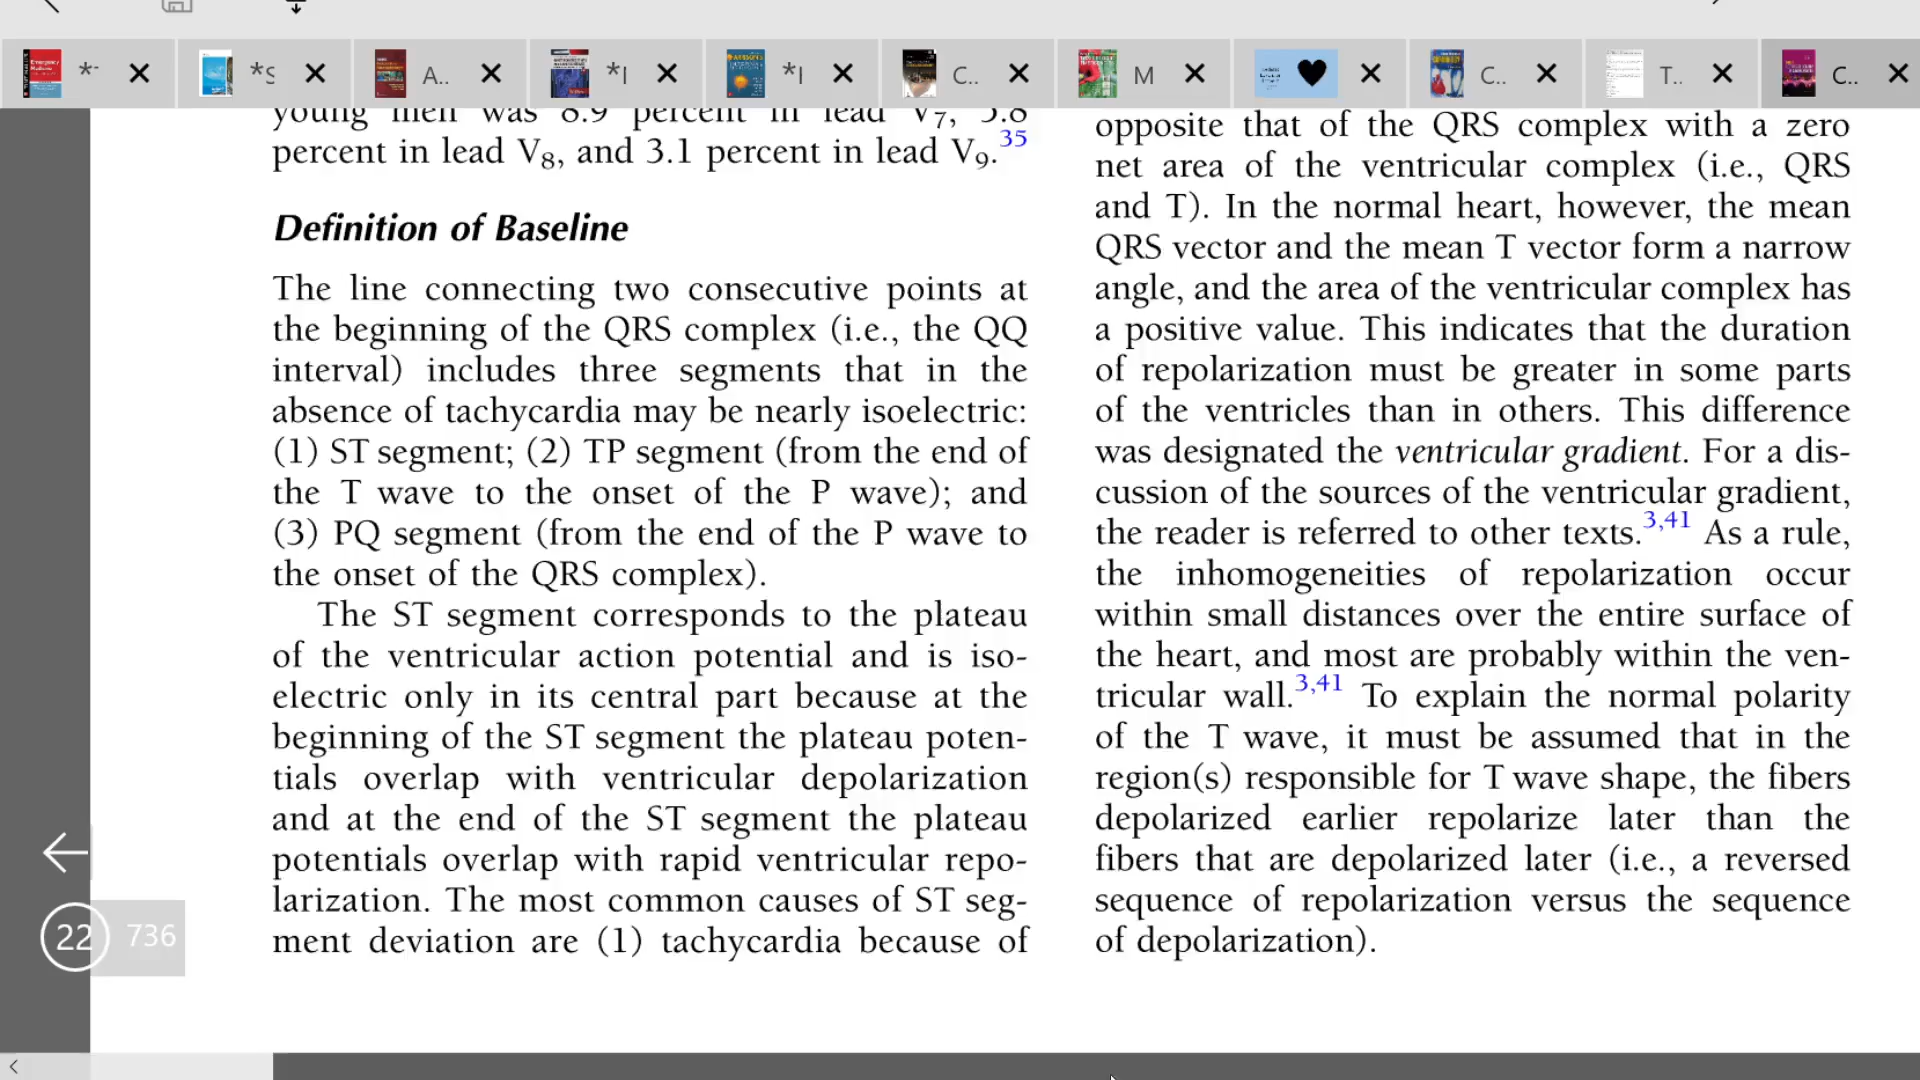 *
*S
A..
*I
*I
C..
M
C..
T..
C..
young men was 8.9 percent in lead V7, 5.8
percent in lead V8, and 3.1 percent in lead V9.35
Definition of Baseline
The line connecting two consecutive points at
the beginning of the QRS complex (i.e., the QQ
interval) includes three segments that in the
absence of tachycardia may be nearly isoelectric:
(1) ST segment; (2) TP segment (from the end of
the T wave to the onset of the P wave); and
(3) PQ segment (from the end of the P wave to
the onset of the QRS complex).
The ST segment corresponds to the plateau
of the ventricular action potential and is iso-
electric only in its central part because at the
beginning of the ST segment the plateau poten-
tials overlap with ventricular depolarization
and at the end of the ST segment the plateau
potentials overlap with rapid ventricular repo-
larization. The most common causes of ST seg-
ment deviation are (1) tachycardia because of
opposite that of the QRS complex with a zero
net area of the ventricular complex (i.e., QRS
and T). In the normal heart, however, the mean
QRS vector and the mean T vector form a narrow
angle, and the area of the ventricular complex has
a positive value. This indicates that the duration
of repolarization must be greater in some parts
of the ventricles than in others. This difference
was designated the ventricular gradient. For a dis-
cussion of the sources of the ventricular gradient,
the reader is referred to other texts.3,41 As a rule,
the inhomogeneities of repolarization occur
within small distances over the entire surface of
the heart, and most are probably within the ven-
tricular wall.3,41 To explain the normal polarity
of the T wave, it must be assumed that in the
region(s) responsible for T wave shape, the fibers
depolarized earlier repolarize later than the
fibers that are depolarized later (i.e., a reversed
sequence of repolarization versus the sequence
of depolarization).
22 736